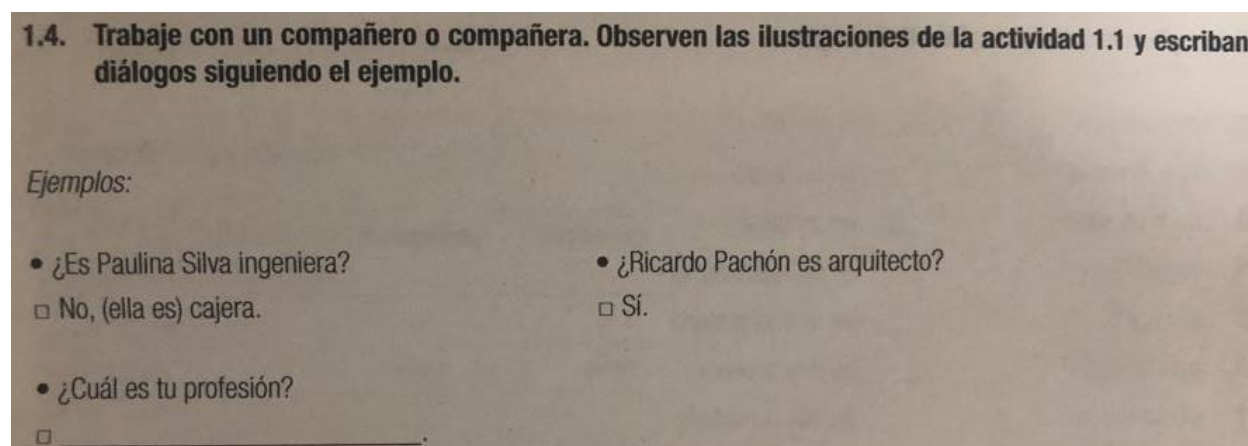 1.4. Trabaje con un compañero o compañera. Observen las ilustraciones de la actividad 1.1 y escriban
diálogos siguiendo el ejemplo.
Ejemplos:
• ¿Es Paulina Silva ingeniera?
□ No, (ella es) cajera.
• ¿Ricardo Pachón es arquitecto?
□ Sí.
• ¿Cuál es tu profesión?
□ ______________________________.